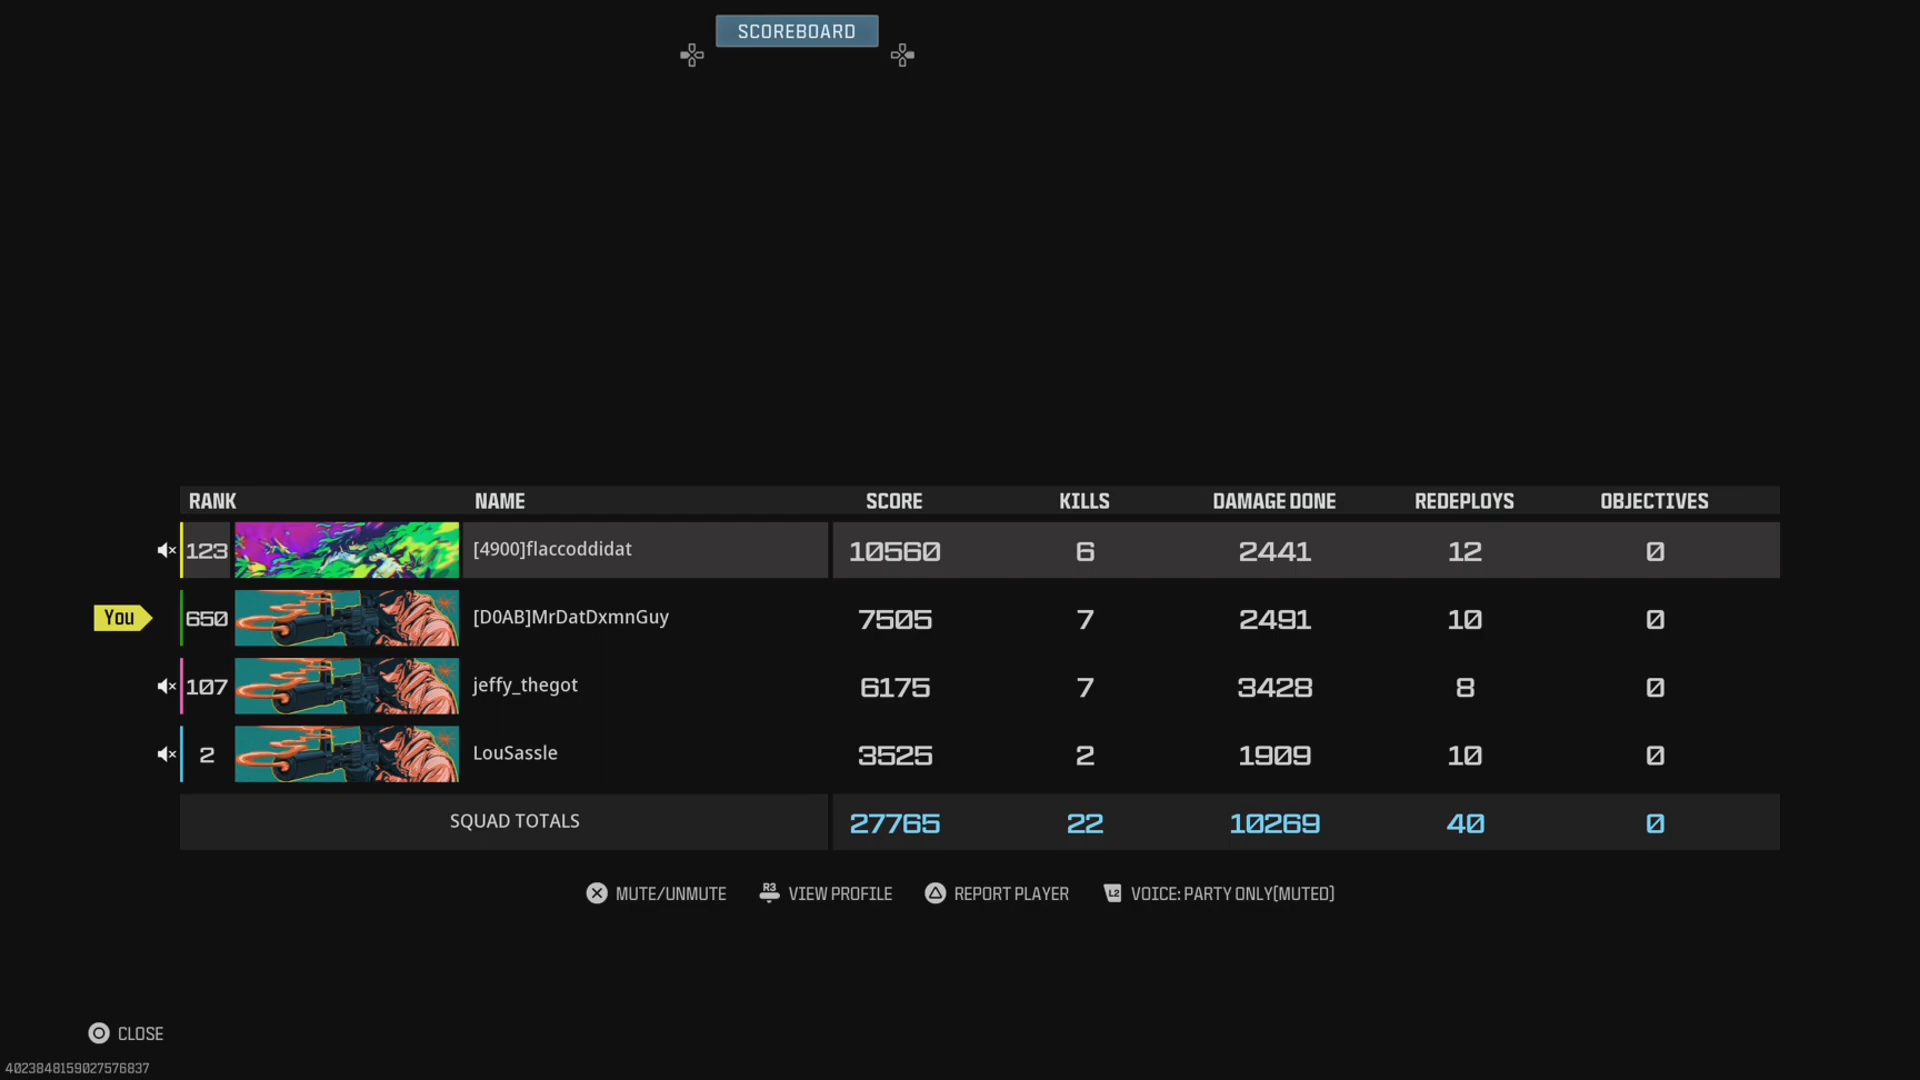 SCOREBOARD
RANK NAME SCORE KILLS DAMAGE DONE REDEPLOYS OBJECTIVES
123 [4900]flaccoddidat 10560 6 2441 12 0
You 650 [D0AB]MrDatDxmnGuy 7505 7 2491 10 0
107 jeffy_thegot 6175 7 3428 8 0
2 LouSassle 3525 2 1909 10 0
SQUAD TOTALS 27765 22 10269 40 0
MUTE/UNMUTE R3 VIEW PROFILE REPORT PLAYER L2 VOICE: PARTY ONLY(MUTED)
CLOSE
4023848159027576837